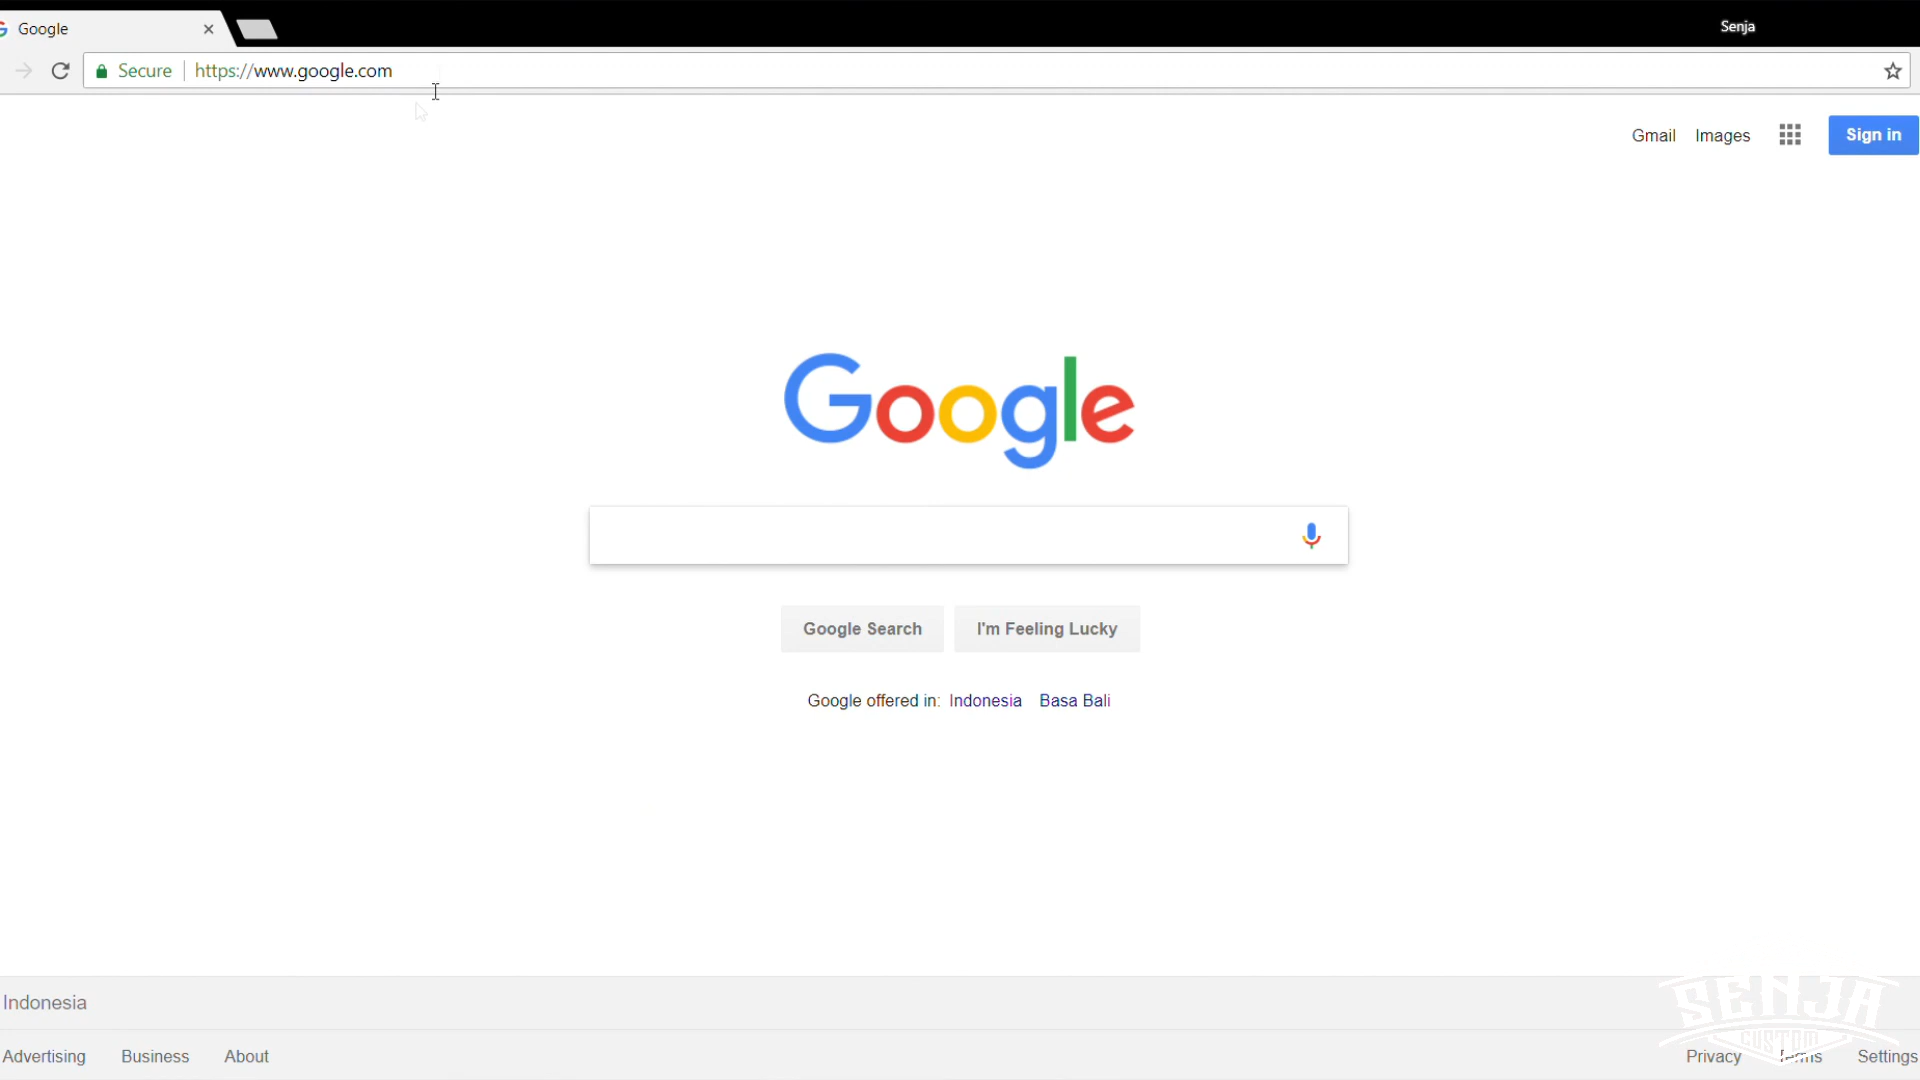 Google
Senja
Secure https://www.google.com
Gmail Images Sign in
Google
Google Search I'm Feeling Lucky
Google offered in: Indonesia Basa Bali
Indonesia
SENJA
CUSTOM
Advertising Business About Privacy Terms Settings